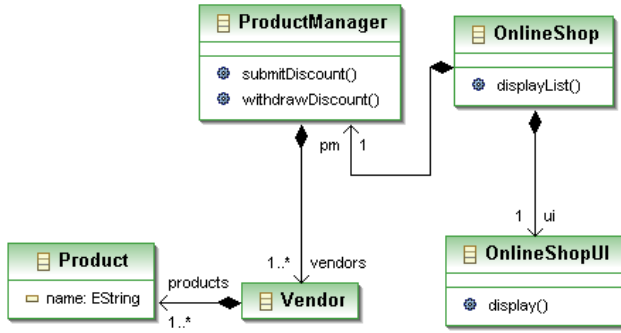 ProductManager
submitDiscount()
withdrawDiscount()
OnlineShop
displayList()
pm 1
1 ui
1..* vendors
OnlineShopUI
display()
Product
name: EString
products
1..*
Vendor